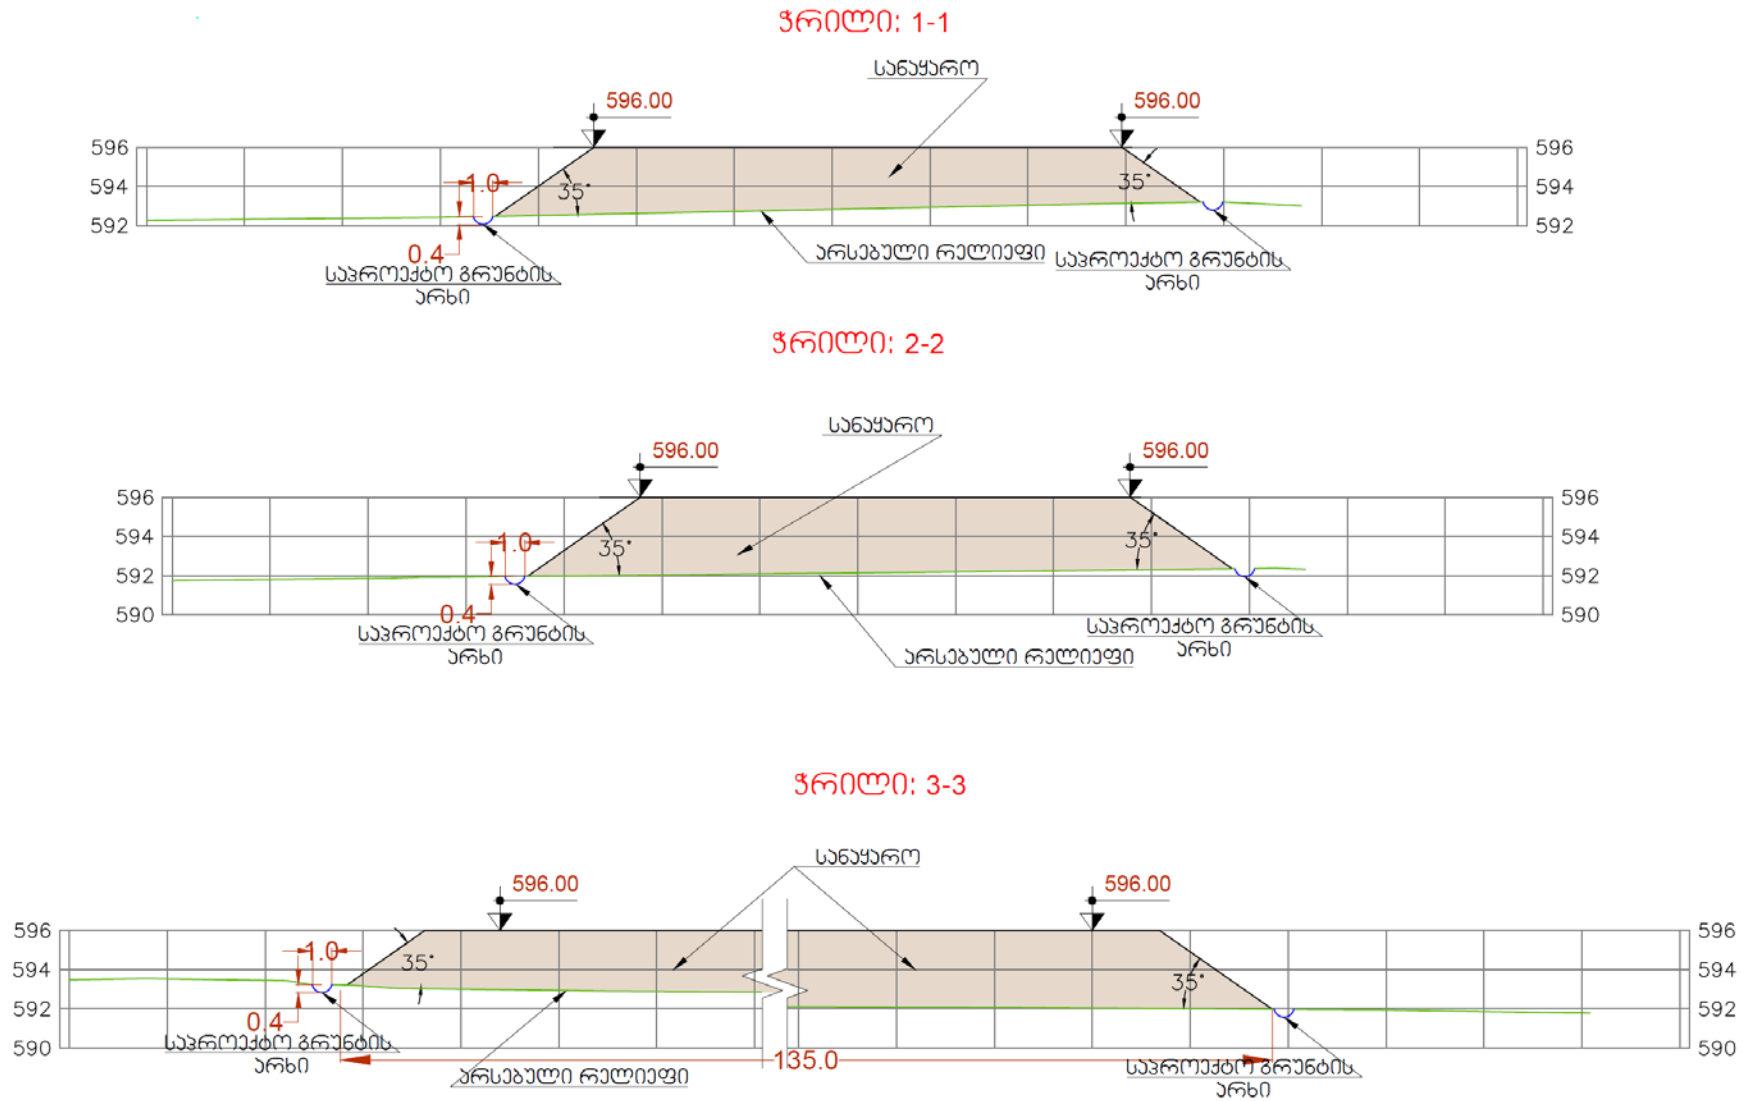 ჭრილი: 1-1
სანაყარო
596.00 596.00
596 596
594 1.0 35° 35° 594
592 592
0.4 არსებული რელიეფი საპროექტო გრუნტის
საპროექტო გრუნტის არხი
არხი
ჭრილი: 2-2
სანაყარო
596.00 596.00
596 596
594 1.0 35° 35° 594
592 592
590 0.4 590
საპროექტო გრუნტის საპროექტო გრუნტის
არხი არსებული რელიეფი არხი
ჭრილი: 3-3
სანაყარო
596.00 596.00
596 596
1.0 35°
594 35° 594
592 592
0.4
590 საპროექტო გრუნტის 590
არხი 135.0 საპროექტო გრუნტის
არსებული რელიეფი არხი